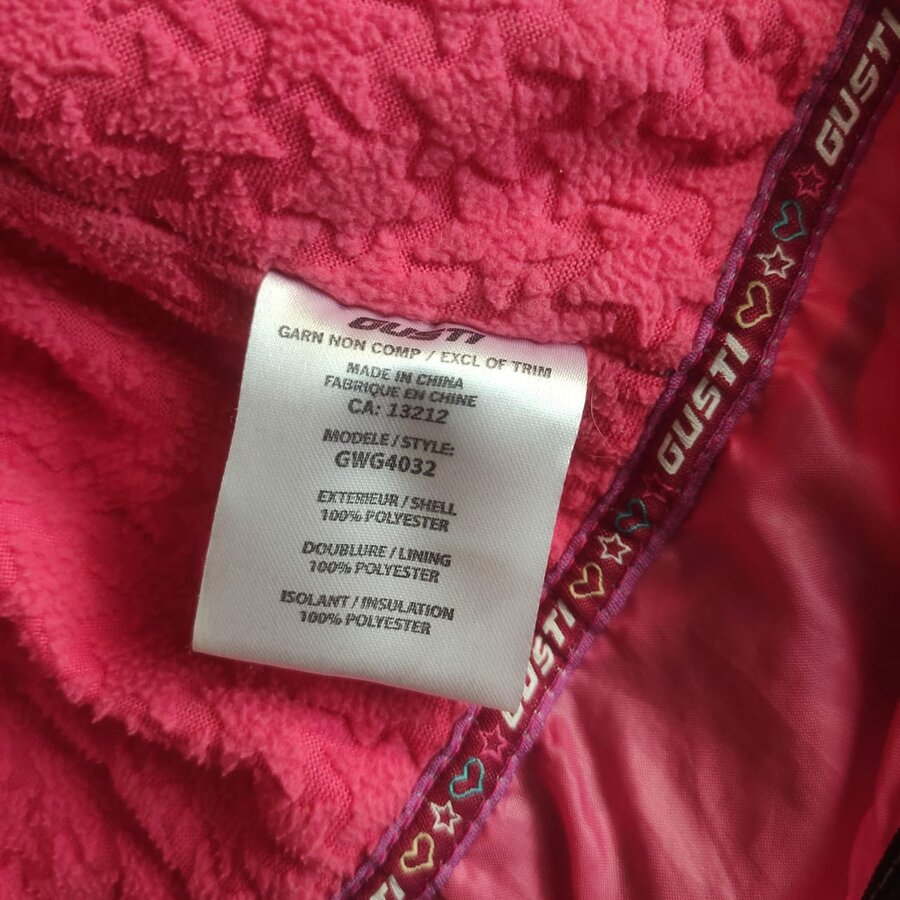 GUSTI
GARN NON COMP / EXCL OF TRIM
MADE IN CHINA
FABRIQUE EN CHINE
CA: 13212
MODELE / STYLE:
GWG4032
EXTERIEUR / SHELL
100% POLYESTER
DOUBLURE / LINING
100% POLYESTER
ISOLANT / INSULATION
100% POLYESTER
GUSTI
GUSTI
GUSTI
TI